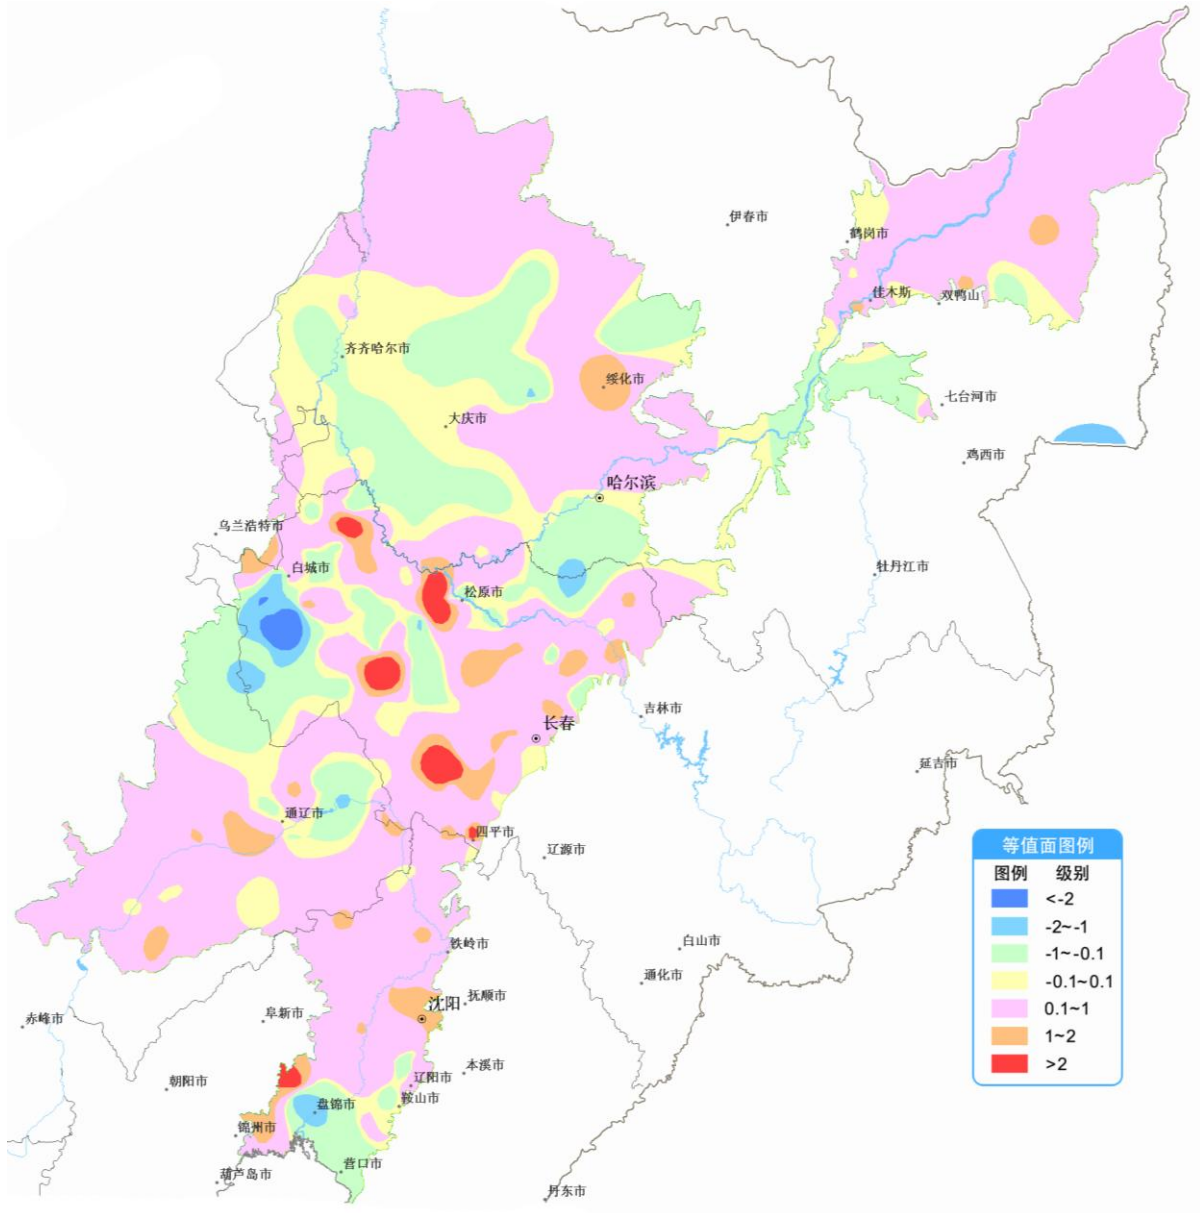 伊春市
鹤岗市
佳木斯
双鸭山
齐齐哈尔市
绥化市
七台河市
大庆市
鸡西市
哈尔滨
乌兰浩特市
白城市
牡丹江市
松原市
吉林市
长春
延吉市
通辽市
四平市
辽源市
铁岭市
白山市
通化市
抚顺市
沈阳
阜新市
赤峰市
本溪市
朝阳市
辽阳市
盘锦市
鞍山市
锦州市
营口市
葫芦岛市
丹东市
等值面图例
图例 级别
<-2
-2~-1
-1~-0.1
-0.1~0.1
0.1~1
1~2
>2